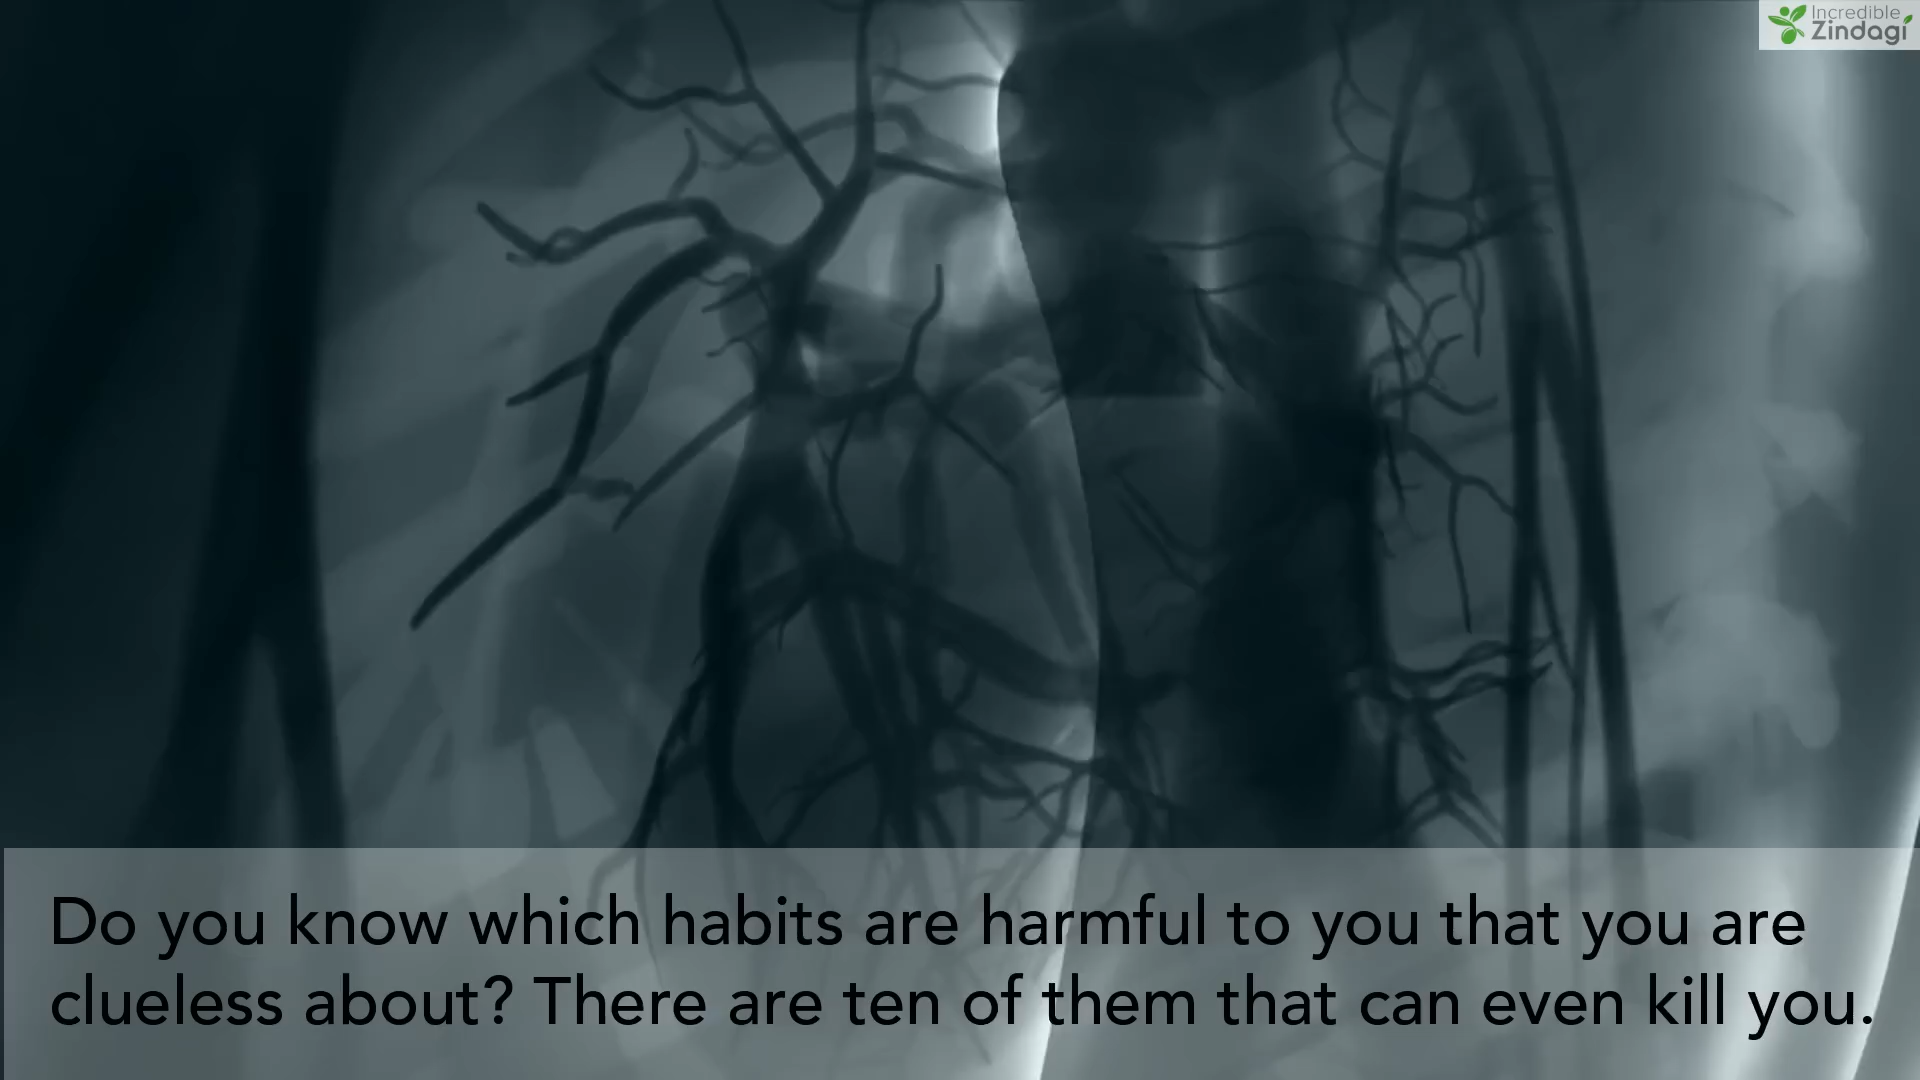 Incredible
Zindagi
Do you know which habits are harmful to you that you are
clueless about? There are ten of them that can even kill you.